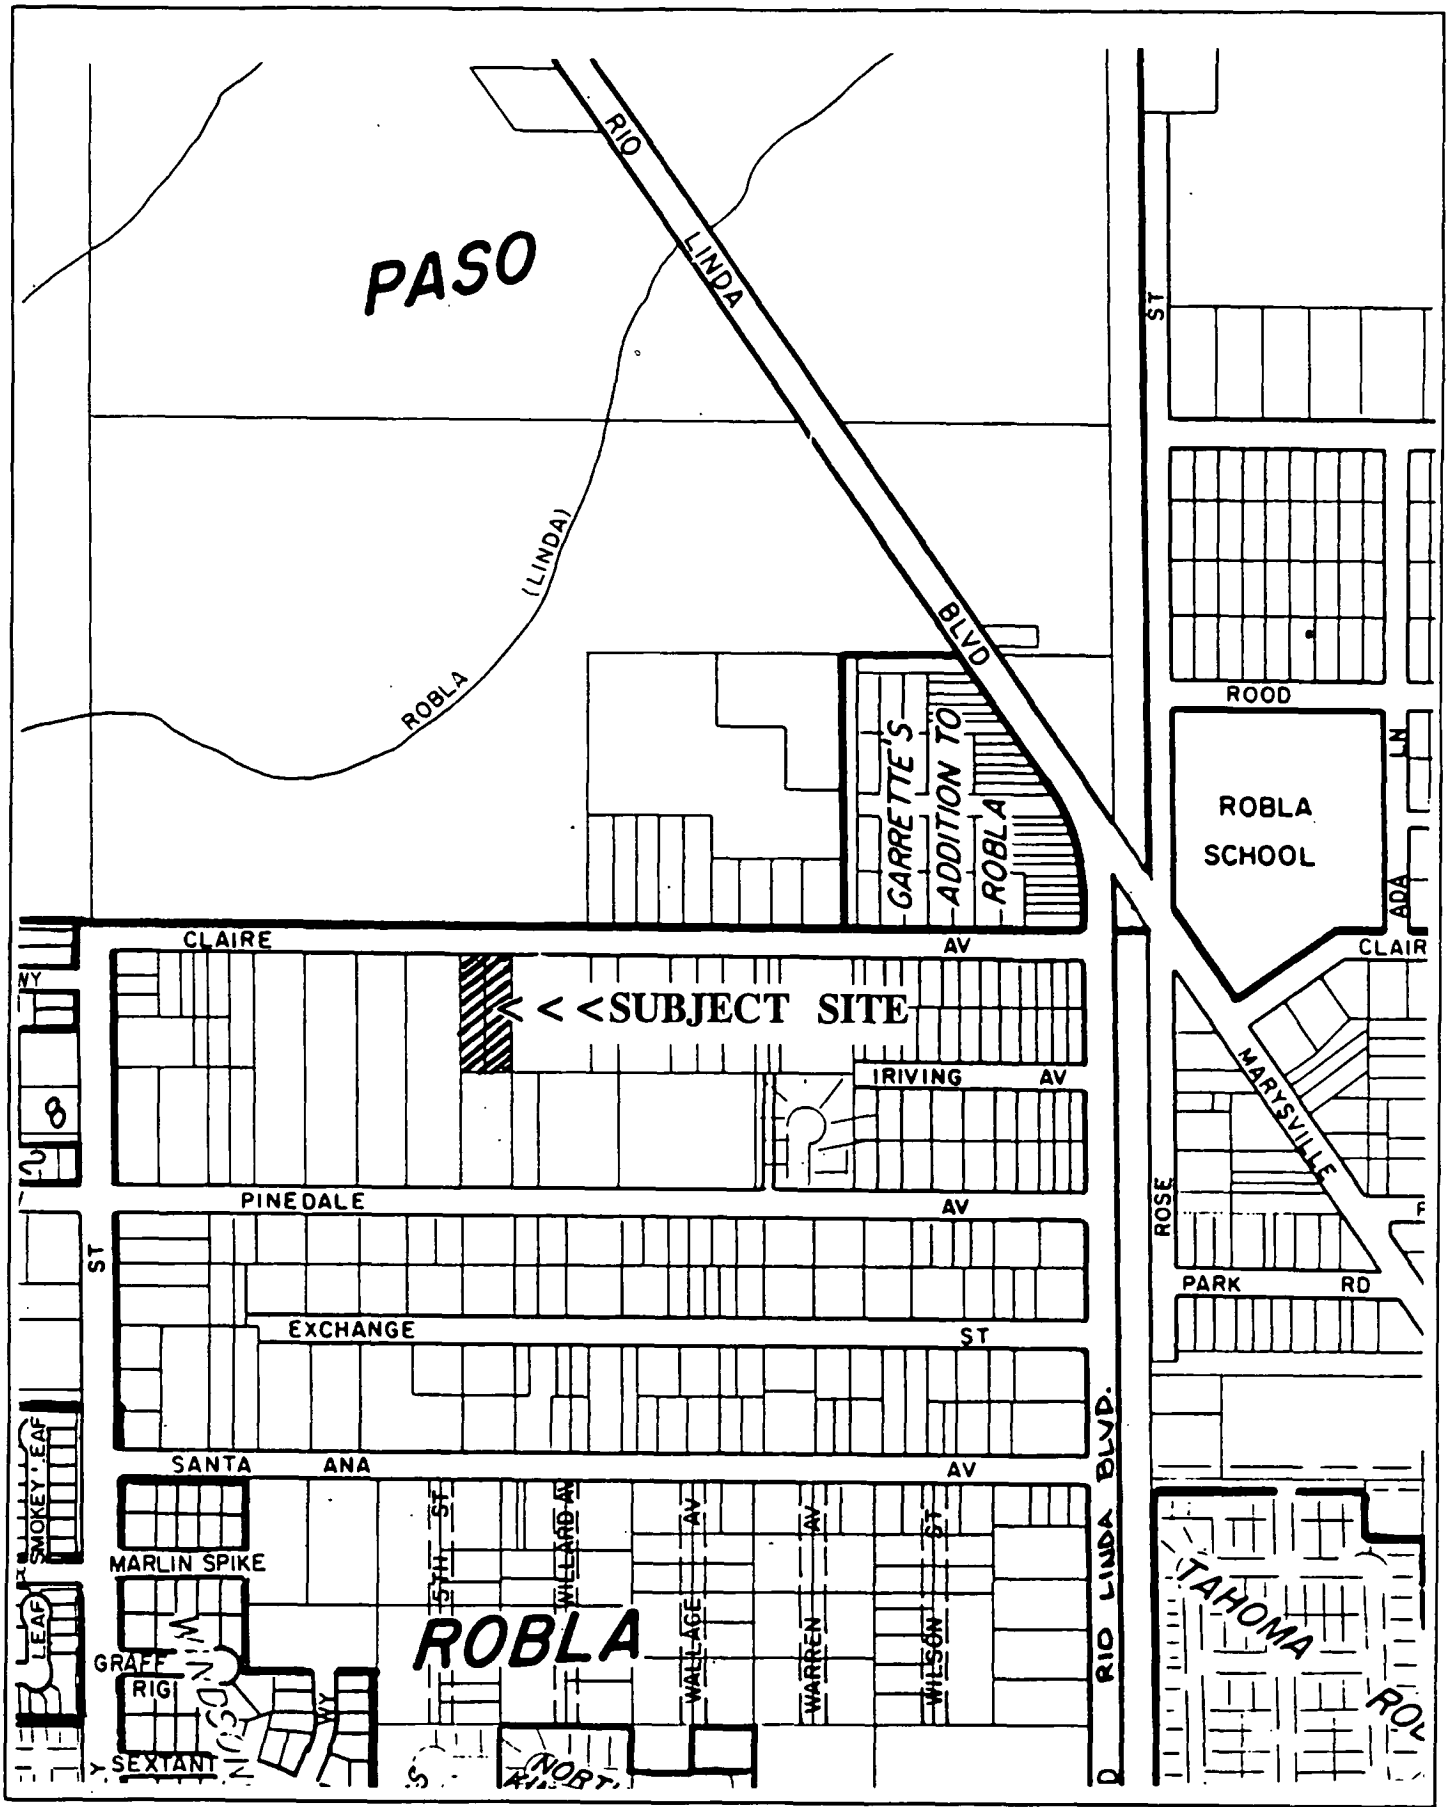 RIO
LINDA
BLVD
PASO
ST
(LINDA)
ROBLA
GARRETTE'S
ADDITION TO
ROBLA
ROOD
LN
ROBLA
SCHOOL
ADA
CLAIRE AV
CLAIR
WY
< < <SUBJECT SITE
IRIVING AV
MARYSVILLE
8
PINEDALE AV
ROSE
ST
PARK RD
EXCHANGE ST
SANTA ANA AV
RIO LINDA BLVD.
SMOKEY LEAF
5TH ST
WILLARD AV
WALLACE AV
WARREN AV
WILSON ST
MARLIN SPIKE
LEAF
ROBLA
TAHOMA
GRAFF
RIG
WY
SEXTANT
Y
D